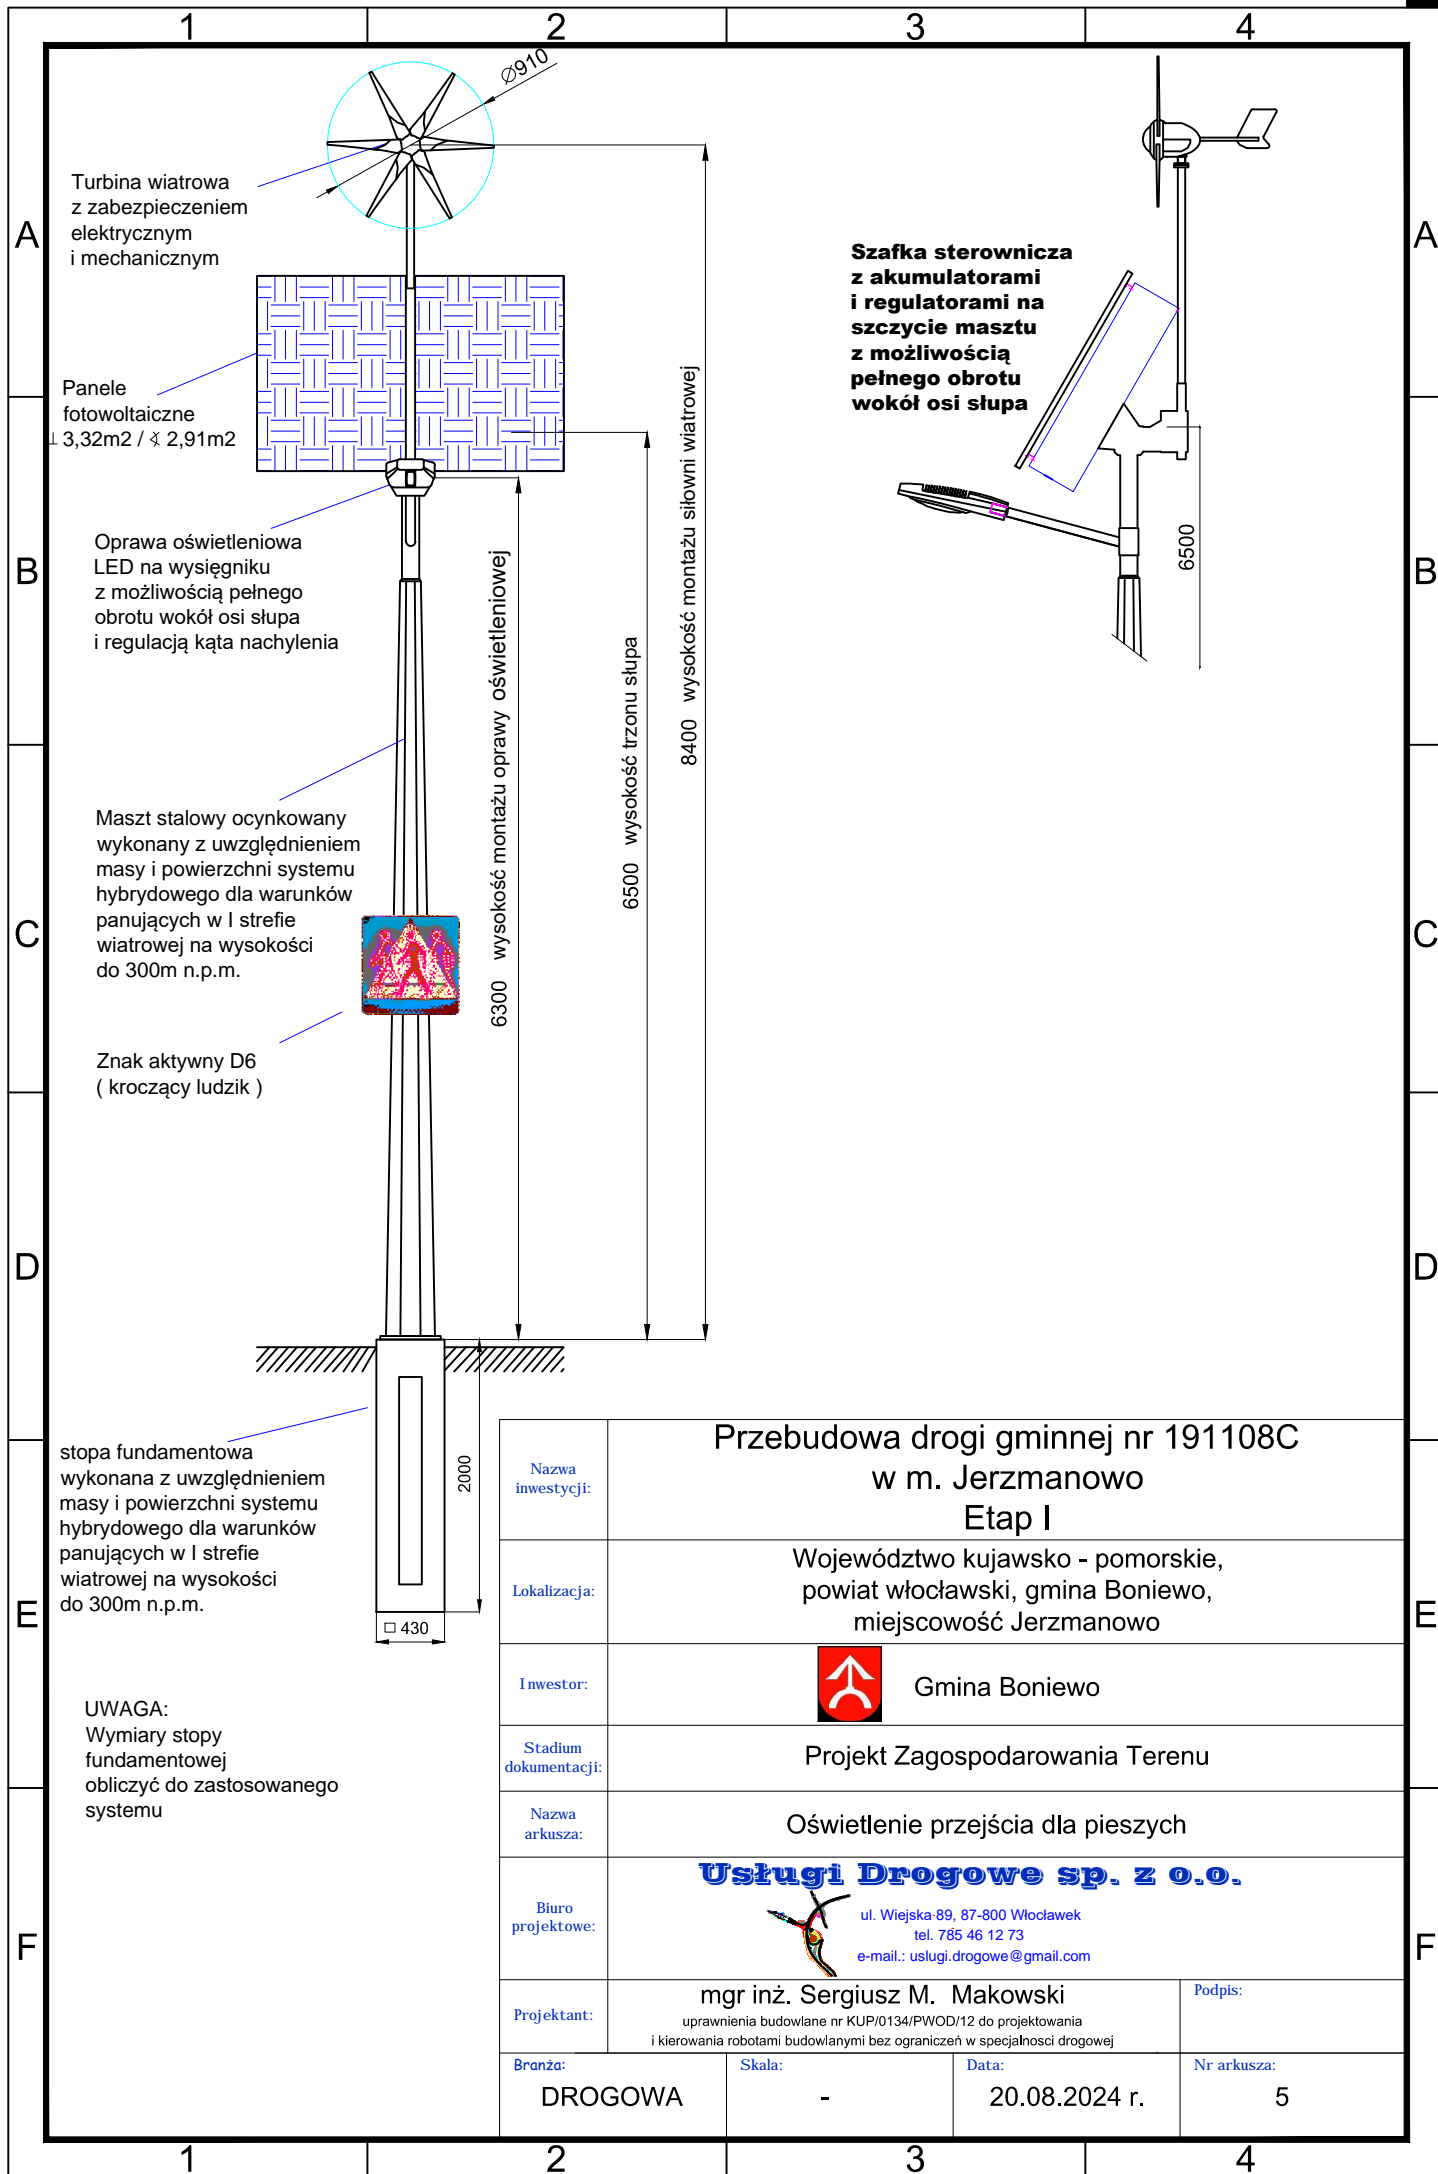 1
2
3
4
A
A
B
B
C
C
D
D
E
E
F
F
1
2
3
4
Ø910
Turbina wiatrowa
z zabezpieczeniem
elektrycznym
i mechanicznym
Panele
fotowoltaiczne
⊥ 3,32m2 / ∢ 2,91m2
Oprawa oświetleniowa
LED na wysięgniku
z możliwością pełnego
obrotu wokół osi słupa
i regulacją kąta nachylenia
Maszt stalowy ocynkowany
wykonany z uwzględnieniem
masy i powierzchni systemu
hybrydowego dla warunków
panujących w I strefie
wiatrowej na wysokości
do 300m n.p.m.
Znak aktywny D6
( kroczący ludzik )
6300 wysokość montażu oprawy oświetleniowej
6500 wysokość trzonu słupa
8400 wysokość montażu siłowni wiatrowej
Szafka sterownicza
z akumulatorami
i regulatorami na
szczycie masztu
z możliwością
pełnego obrotu
wokół osi słupa
6500
stopa fundamentowa
wykonana z uwzględnieniem
masy i powierzchni systemu
hybrydowego dla warunków
panujących w I strefie
wiatrowej na wysokości
do 300m n.p.m.
2000
□ 430
UWAGA:
Wymiary stopy
fundamentowej
obliczyć do zastosowanego
systemu
Nazwa
inwestycji:
Przebudowa drogi gminnej nr 191108C
w m. Jerzmanowo
Etap I
Lokalizacja:
Województwo kujawsko - pomorskie,
powiat włocławski, gmina Boniewo,
miejscowość Jerzmanowo
Inwestor:
Gmina Boniewo
Stadium
dokumentacji:
Projekt Zagospodarowania Terenu
Nazwa
arkusza:
Oświetlenie przejścia dla pieszych
Biuro
projektowe:
Usługi Drogowe sp. z o.o.
ul. Wiejska 89, 87-800 Włocławek
tel. 785 46 12 73
e-mail.: uslugi.drogowe@gmail.com
Projektant:
mgr inż. Sergiusz M. Makowski
uprawnienia budowlane nr KUP/0134/PWOD/12 do projektowania
i kierowania robotami budowlanymi bez ograniczeń w specjalnosci drogowej
Podpis:
Branża:
DROGOWA
Skala:
-
Data:
20.08.2024 r.
Nr arkusza:
5